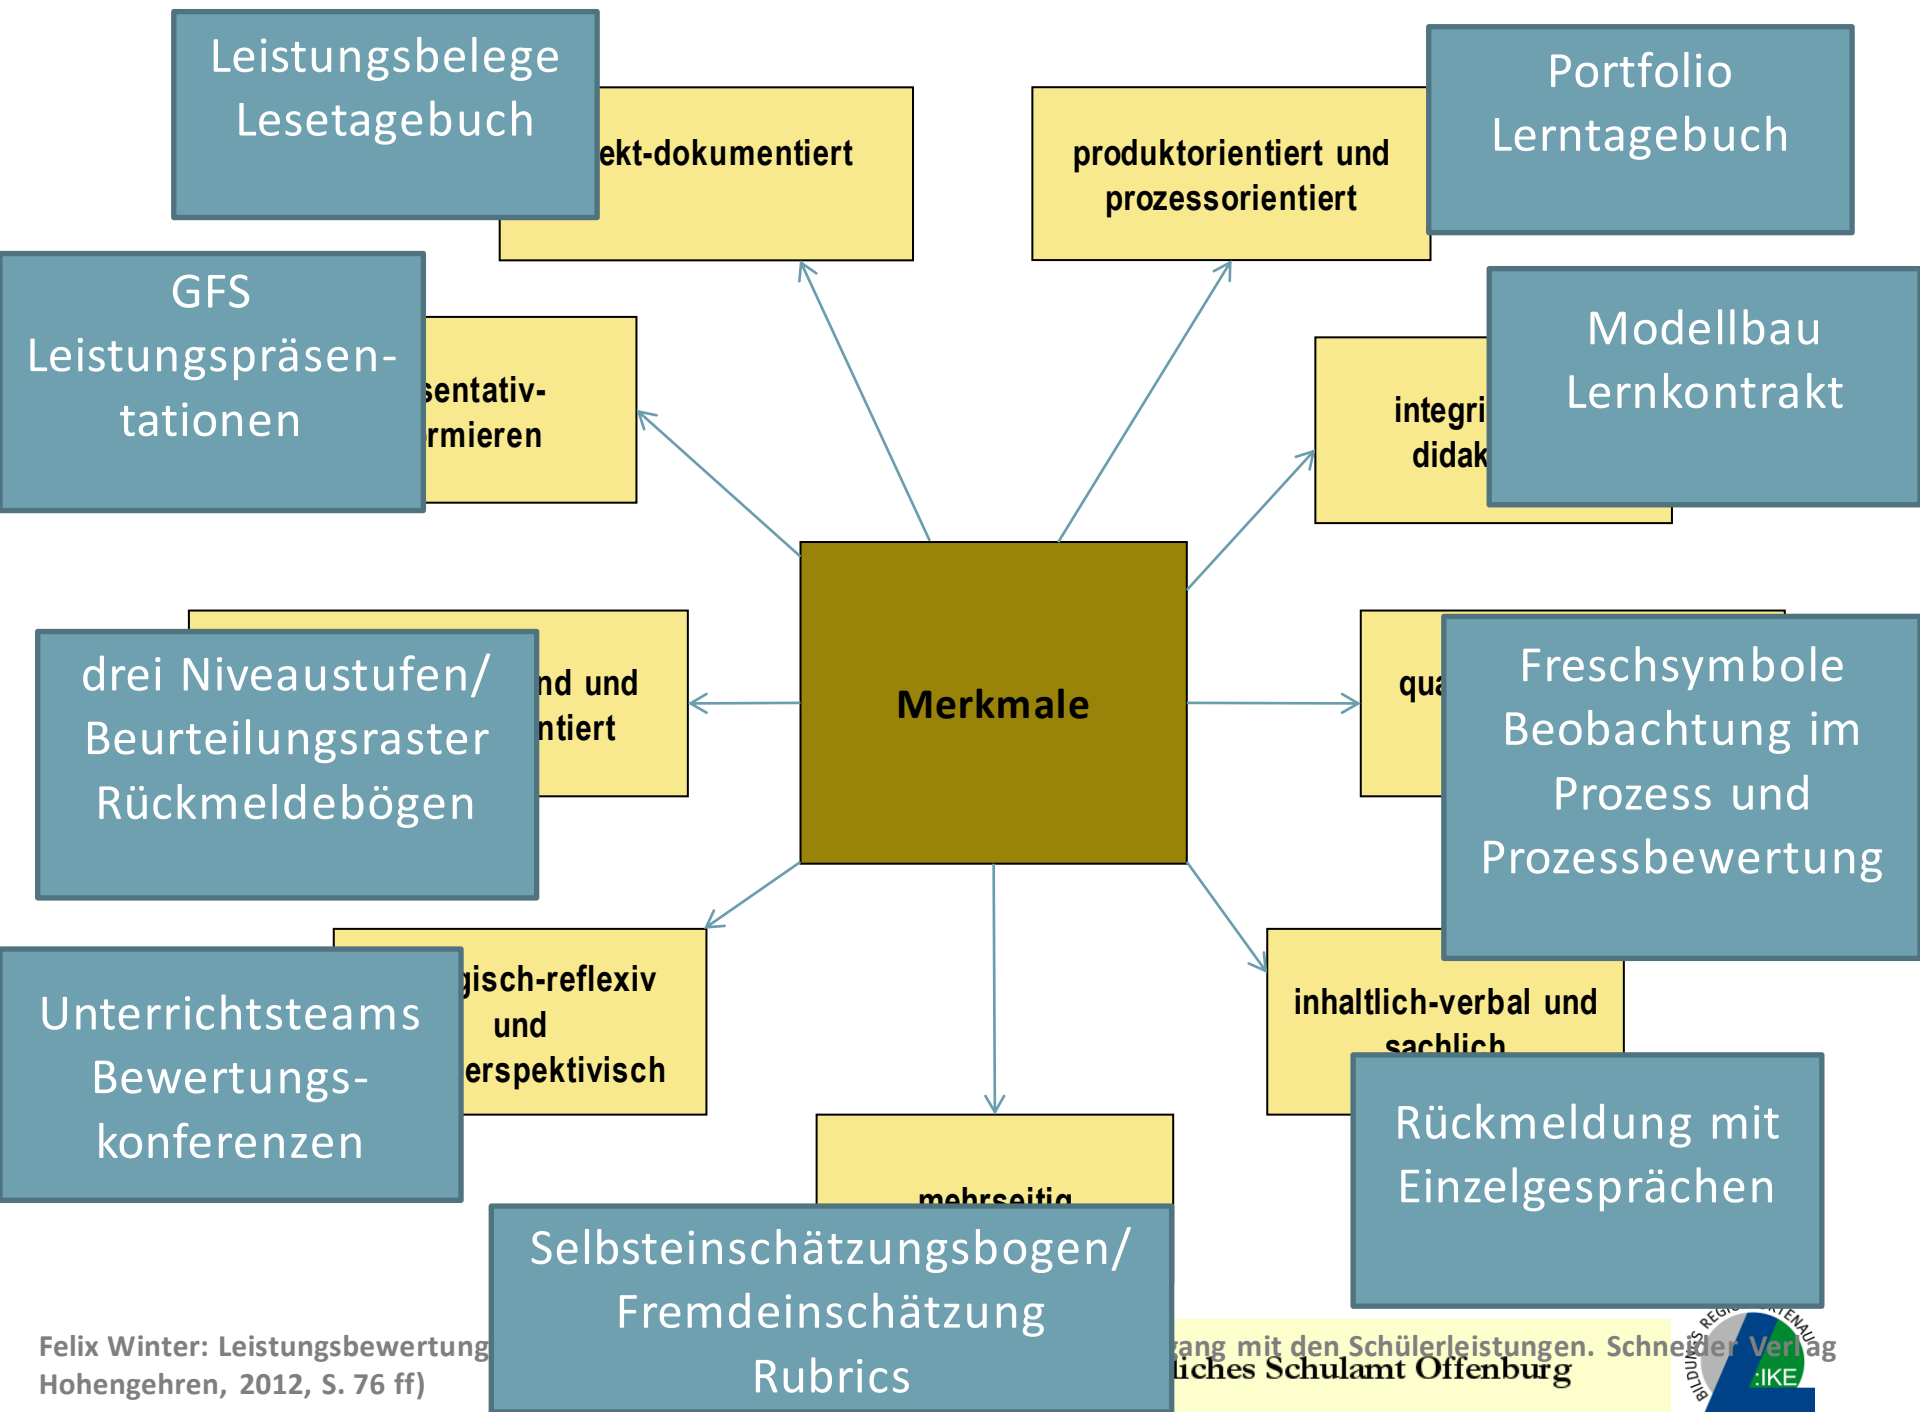 Leistungsbelege
Lesetagebuch
ekt-dokumentiert
produktorientiert und
prozessorientiert
Portfolio
Lerntagebuch
GFS
Leistungspräsen-
tationen
sentativ-
rmieren
integri
didak
Modellbau
Lernkontrakt
drei Niveaustufen/
Beurteilungsraster
Rückmeldebögen
nd und
ntiert
Merkmale
qua
Freschsymbole
Beobachtung im
Prozess und
Prozessbewertung
Unterrichtsteams
Bewertungs-
konferenzen
gisch-reflexiv
und
erspektivisch
inhaltlich-verbal und
sachlich
Rückmeldung mit
Einzelgesprächen
mehrseitig
Selbsteinschätzungsbogen/
Fremdeinschätzung
Rubrics
Felix Winter: Leistungsbewertung gang mit den Schülerleistungen. Schneider Verlag
Hohengehren, 2012, S. 76 ff)
liches Schulamt Offenburg
:IKE